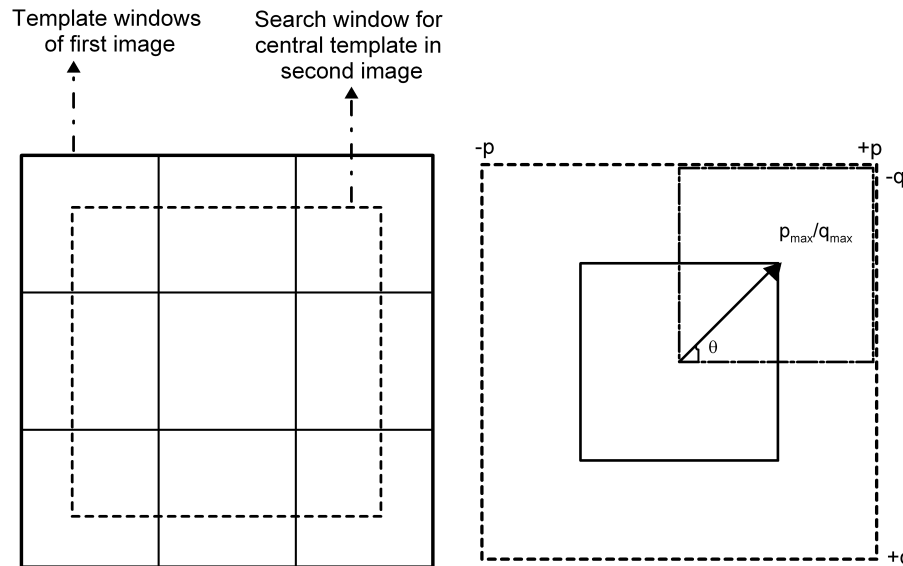 Template windows
of first image
Search window for
central template in
second image
-p
+p
-q
pmax/qmax
θ
+q